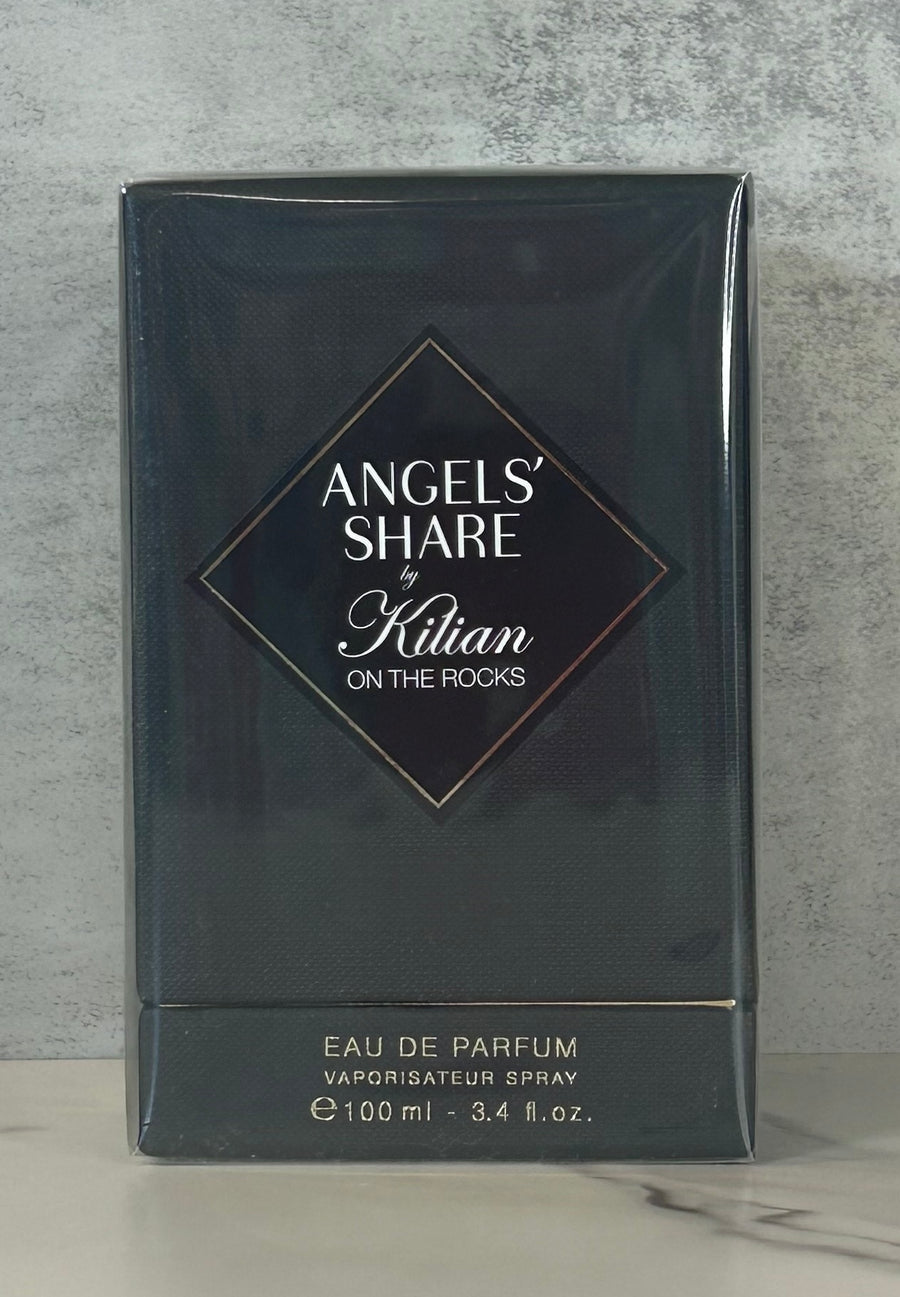 ANGELS’
SHARE
by
Kilian
ON THE ROCKS
EAU DE PARFUM
VAPORISATEUR SPRAY
℮100 ml - 3.4 fl.oz.